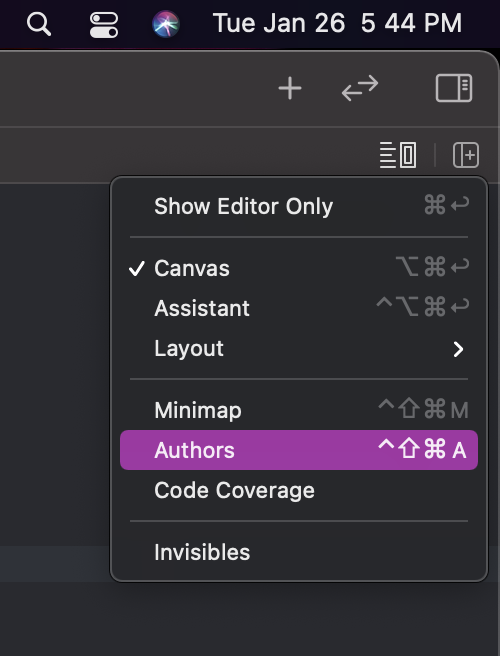 Tue Jan 26 5 44 PM
Show Editor Only ⌘↩
✓ Canvas ⌥⌘↩
Assistant ^⌥⌘↩
Layout >
Minimap ^⇧⌘M
Authors ^⇧⌘A
Code Coverage
Invisibles